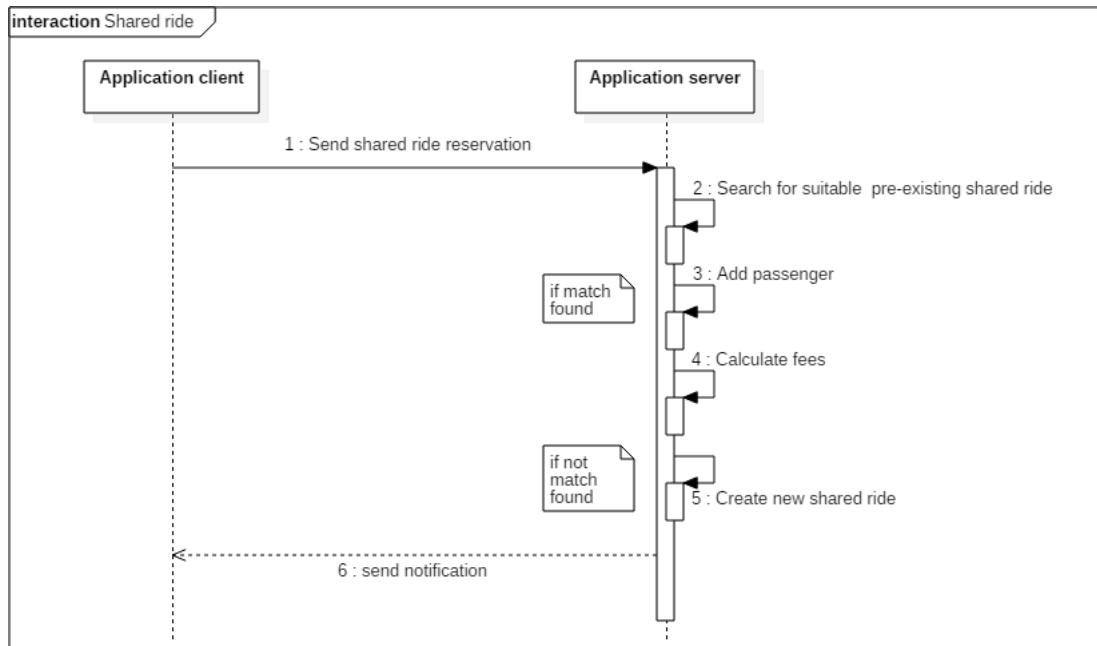 interaction Shared ride
Application client
Application server
1 : Send shared ride reservation
2 : Search for suitable  pre-existing shared ride
3 : Add passenger
if match
found
4 : Calculate fees
if not
match
found
5 : Create new shared ride
6 : send notification